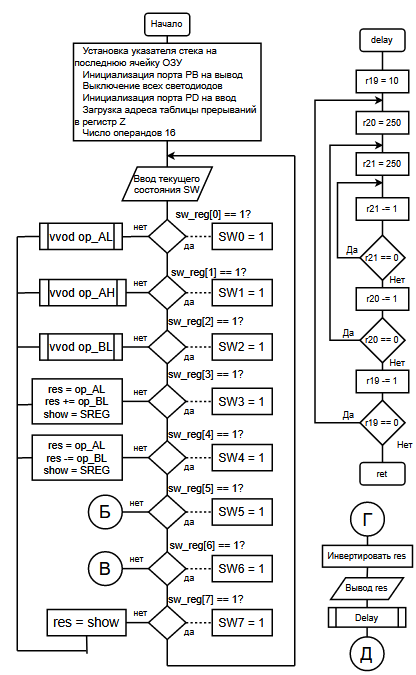 Начало
Установка указателя стека на
последнюю ячейку ОЗУ
Инициализация порта PB на вывод
Выключение всех светодиодов
Инициализация порта PD на ввод
Загрузка адреса таблицы прерываний
в регистр Z
Число операндов 16
Ввод текущего
состояния SW
sw_reg[0] == 1?
vvod op_AL
нет
да
SW0 = 1
sw_reg[1] == 1?
vvod op_AH
нет
да
SW1 = 1
sw_reg[2] == 1?
vvod op_BL
нет
да
SW2 = 1
sw_reg[3] == 1?
res = op_AL
res += op_BL
show = SREG
нет
да
SW3 = 1
sw_reg[4] == 1?
res = op_AL
res -= op_BL
show = SREG
нет
да
SW4 = 1
sw_reg[5] == 1?
Б
нет
да
SW5 = 1
sw_reg[6] == 1?
В
нет
да
SW6 = 1
sw_reg[7] == 1?
res = show
нет
да
SW7 = 1
delay
r19 = 10
r20 = 250
r21 = 250
r21 -= 1
Да
r21 == 0
Нет
r20 -= 1
Да
r20 == 0
Нет
r19 -= 1
Да
r19 == 0
Нет
ret
Г
Инвертировать res
Вывод res
Delay
Д